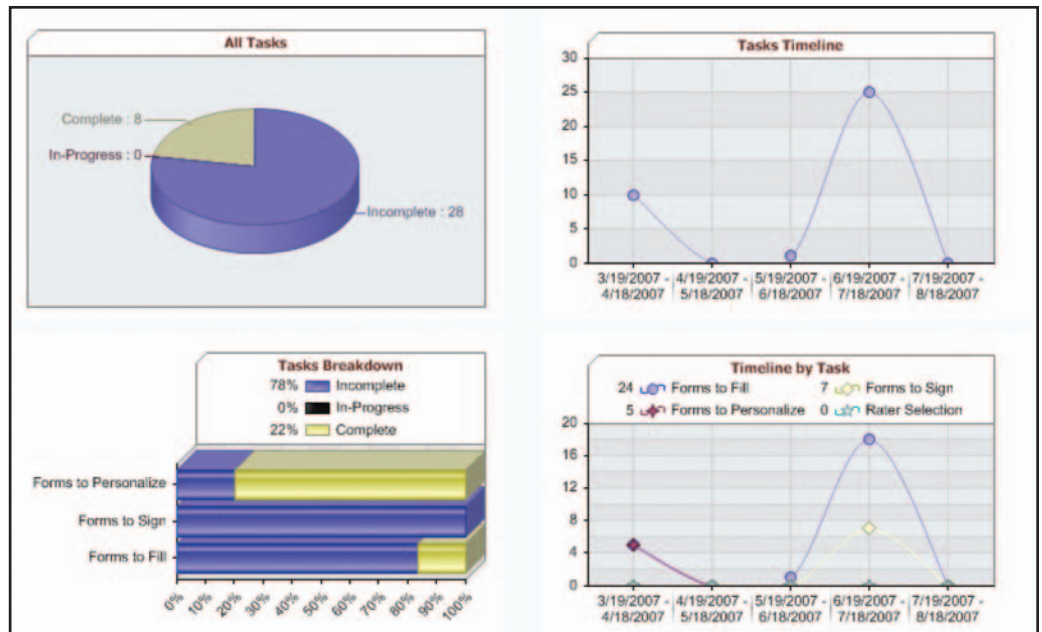 All Tasks
Complete : 8
In-Progress : 0
Incomplete : 28
Tasks Timeline
30
25
20
15
10
5
0
3/19/2007 - 4/19/2007 - 5/19/2007 - 6/19/2007 - 7/19/2007 -
4/18/2007 5/18/2007 6/18/2007 7/18/2007 8/18/2007
Tasks Breakdown
78% Incomplete
0% In-Progress
22% Complete
Forms to Personalize
Forms to Sign
Forms to Fill
0% 10% 20% 30% 40% 50% 60% 70% 80% 90% 100%
Timeline by Task
24 Forms to Fill 7 Forms to Sign
5 Forms to Personalize 0 Rater Selection
20
16
12
8
4
0
3/19/2007 - 4/19/2007 - 5/19/2007 - 6/19/2007 - 7/19/2007 -
4/18/2007 5/18/2007 6/18/2007 7/18/2007 8/18/2007